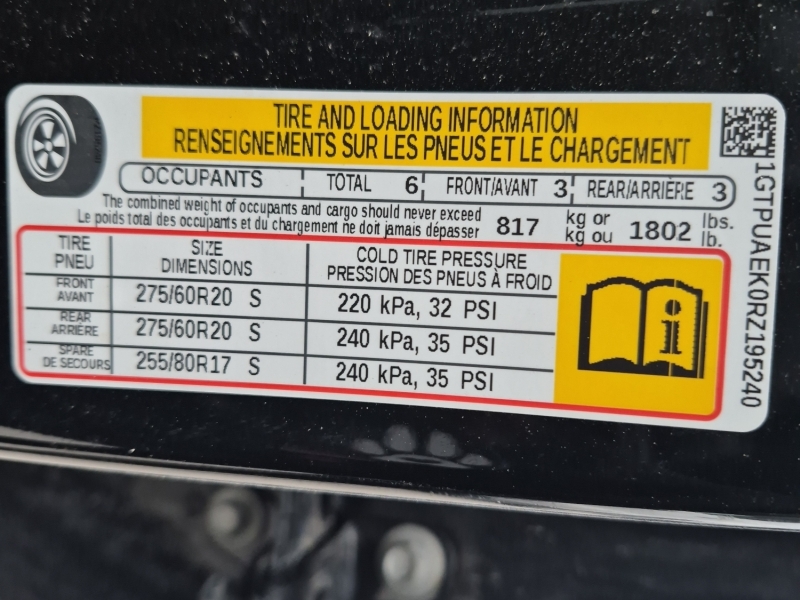 TIRE AND LOADING INFORMATION
RENSEIGNEMENTS SUR LES PNEUS ET LE CHARGEMENT
OCCUPANTS TOTAL 6 FRONT/AVANT 3 REAR/ARRIÈRE 3
The combined weight of occupants and cargo should never exceed 817 kg or 1802 lbs.
Le poids total des occupants et du chargement ne doit jamais dépasser kg ou lb.
TIRE SIZE COLD TIRE PRESSURE
PNEU DIMENSIONS PRESSION DES PNEUS À FROID
FRONT
AVANT 275/60R20 S 220 kPa, 32 PSI
REAR
ARRIÈRE 275/60R20 S 240 kPa, 35 PSI
SPARE
DE SECOURS 255/80R17 S 240 kPa, 35 PSI
i
1GTPUAEK0RZ195240